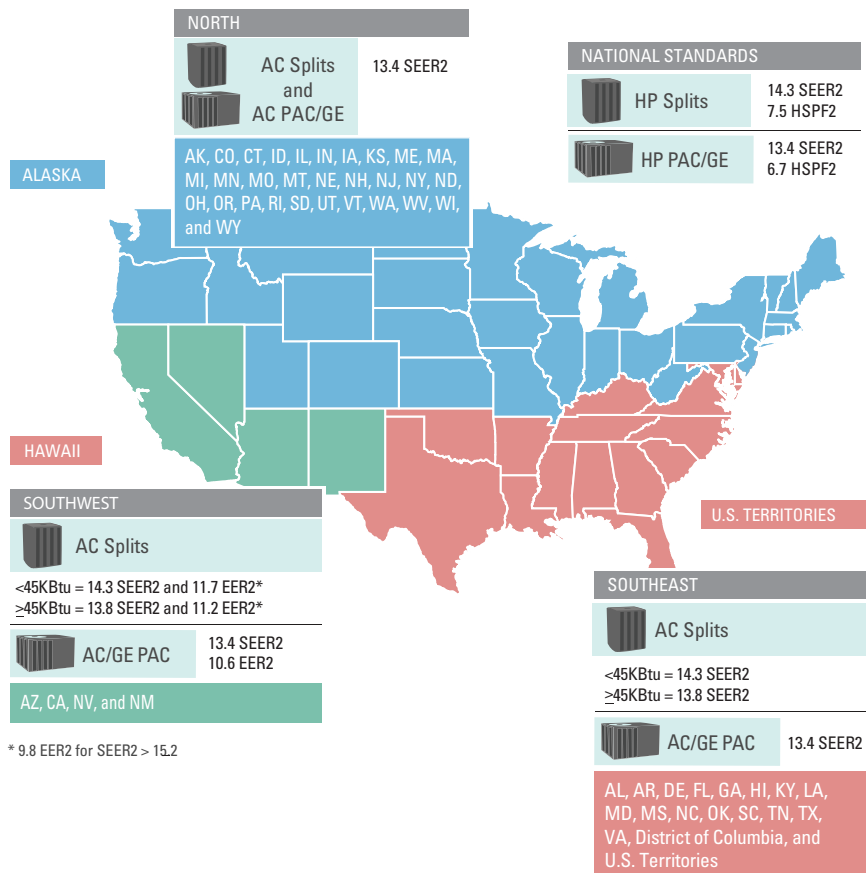 NORTH
AC Splits
and
AC PAC/GE
13.4 SEER2
AK, CO, CT, ID, IL, IN, IA, KS, ME, MA,
MI, MN, MO, MT, NE, NH, NJ, NY, ND,
OH, OR, PA, RI, SD, UT, VT, WA, WV, WI,
and WY
NATIONAL STANDARDS
HP Splits
14.3 SEER2
7.5 HSPF2
HP PAC/GE
13.4 SEER2
6.7 HSPF2
ALASKA
HAWAII
SOUTHWEST
AC Splits
<45KBtu = 14.3 SEER2 and 11.7 EER2*
≥45KBtu = 13.8 SEER2 and 11.2 EER2*
AC/GE PAC
13.4 SEER2
10.6 EER2
AZ, CA, NV, and NM
* 9.8 EER2 for SEER2 > 15.2
U.S. TERRITORIES
SOUTHEAST
AC Splits
<45KBtu = 14.3 SEER2
≥45KBtu = 13.8 SEER2
AC/GE PAC
13.4 SEER2
AL, AR, DE, FL, GA, HI, KY, LA,
MD, MS, NC, OK, SC, TN, TX,
VA, District of Columbia, and
U.S. Territories